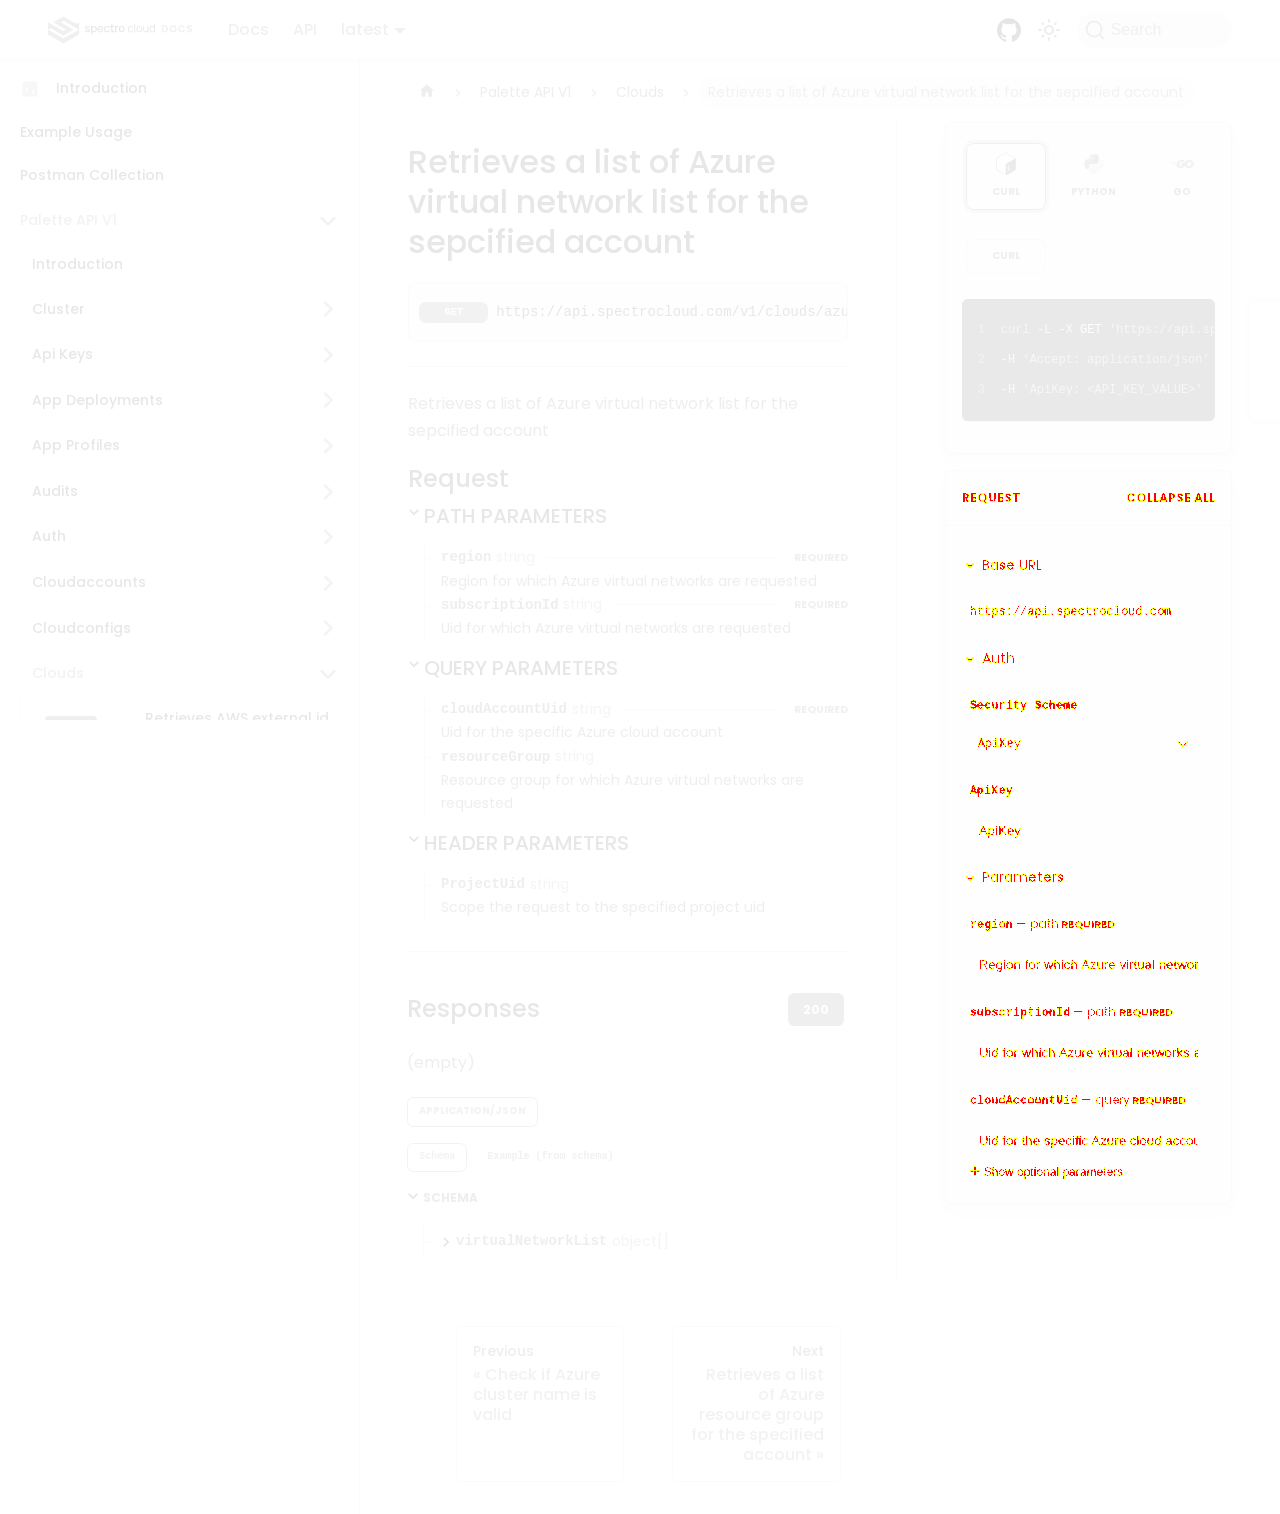 spectro cloud DOCS
Docs
API
latest
Search
Introduction
Example Usage
Postman Collection
Palette API V1
Introduction
Cluster
Api Keys
App Deployments
App Profiles
Audits
Auth
Cloudaccounts
Cloudconfigs
Clouds
Retrieves AWS external id
Palette API V1
Clouds
Retrieves a list of Azure virtual network list for the sepcified account
Retrieves a list of Azure
virtual network list for the
sepcified account
GET https://api.spectrocloud.com/v1/clouds/azu
Retrieves a list of Azure virtual network list for the
sepcified account
Request
PATH PARAMETERS
region string REQUIRED
Region for which Azure virtual networks are requested
subscriptionId string REQUIRED
Uid for which Azure virtual networks are requested
QUERY PARAMETERS
cloudAccountUid string REQUIRED
Uid for the specific Azure cloud account
resourceGroup string
Resource group for which Azure virtual networks are
requested
HEADER PARAMETERS
ProjectUid string
Scope the request to the specified project uid
Responses
200
(empty)
APPLICATION/JSON
Schema
Example (from schema)
SCHEMA
virtualNetworkList object[]
Previous
« Check if Azure
cluster name is
valid
Next
Retrieves a list
of Azure
resource group
for the specified
account »
CURL
PYTHON
GO
CURL
1 curl -L -X GET 'https://api.sp
2 -H 'Accept: application/json'
3 -H 'ApiKey: <API_KEY_VALUE>'
REQUEST
COLLAPSE ALL
Base URL
https://api.spectrocloud.com
Auth
Security Scheme
ApiKey
ApiKey
ApiKey
Parameters
region — path REQUIRED
Region for which Azure virtual networ
subscriptionId — path REQUIRED
Uid for which Azure virtual networks a
cloudAccountUid — query REQUIRED
Uid for the specific Azure cloud accou
Show optional parameters